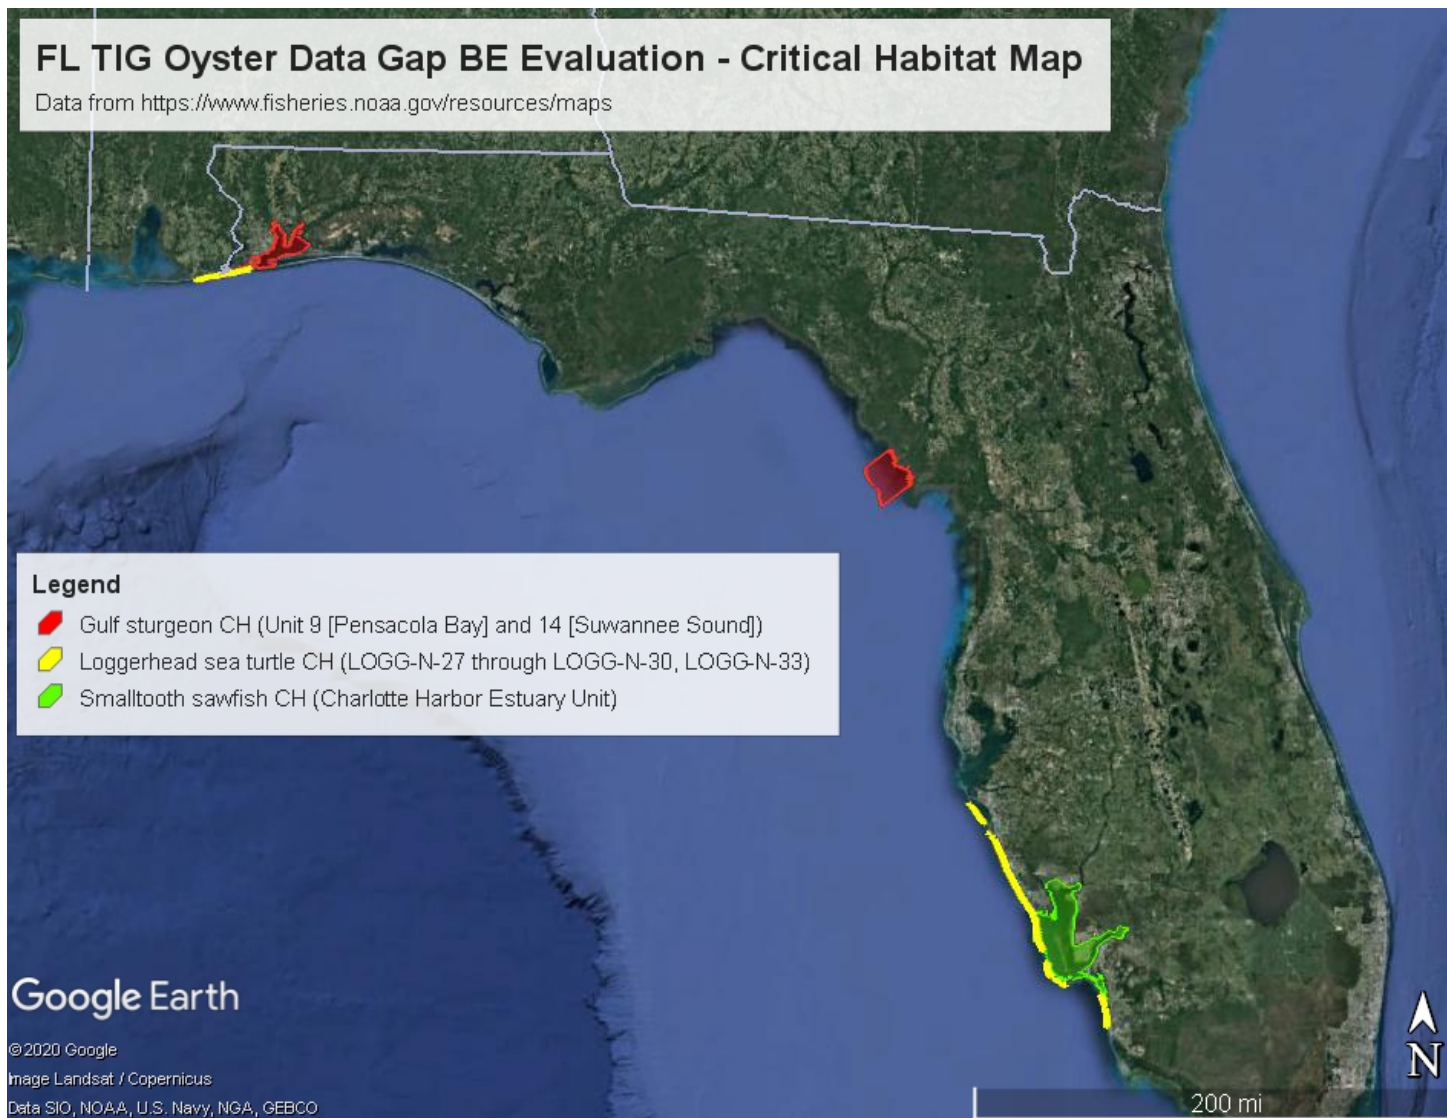 FL TIG Oyster Data Gap BE Evaluation - Critical Habitat Map
Data from https://www.fisheries.noaa.gov/resources/maps
Legend
Gulf sturgeon CH (Unit 9 [Pensacola Bay] and 14 [Suwannee Sound])
Loggerhead sea turtle CH (LOGG-N-27 through LOGG-N-30, LOGG-N-33)
Smalltooth sawfish CH (Charlotte Harbor Estuary Unit)
Google Earth
©2020 Google
Image Landsat / Copernicus
Data SIO, NOAA, U.S. Navy, NGA, GEBCO
N
200 mi